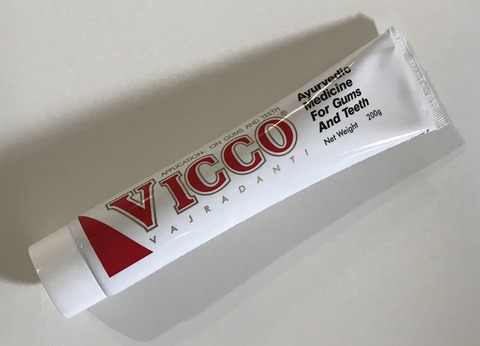 APPLICATION: ON GUMS AND TEETH
VICCO®
VAJRADANTI
Ayurvedic
Medicine
For Gums
And Teeth
Net Weight 200g